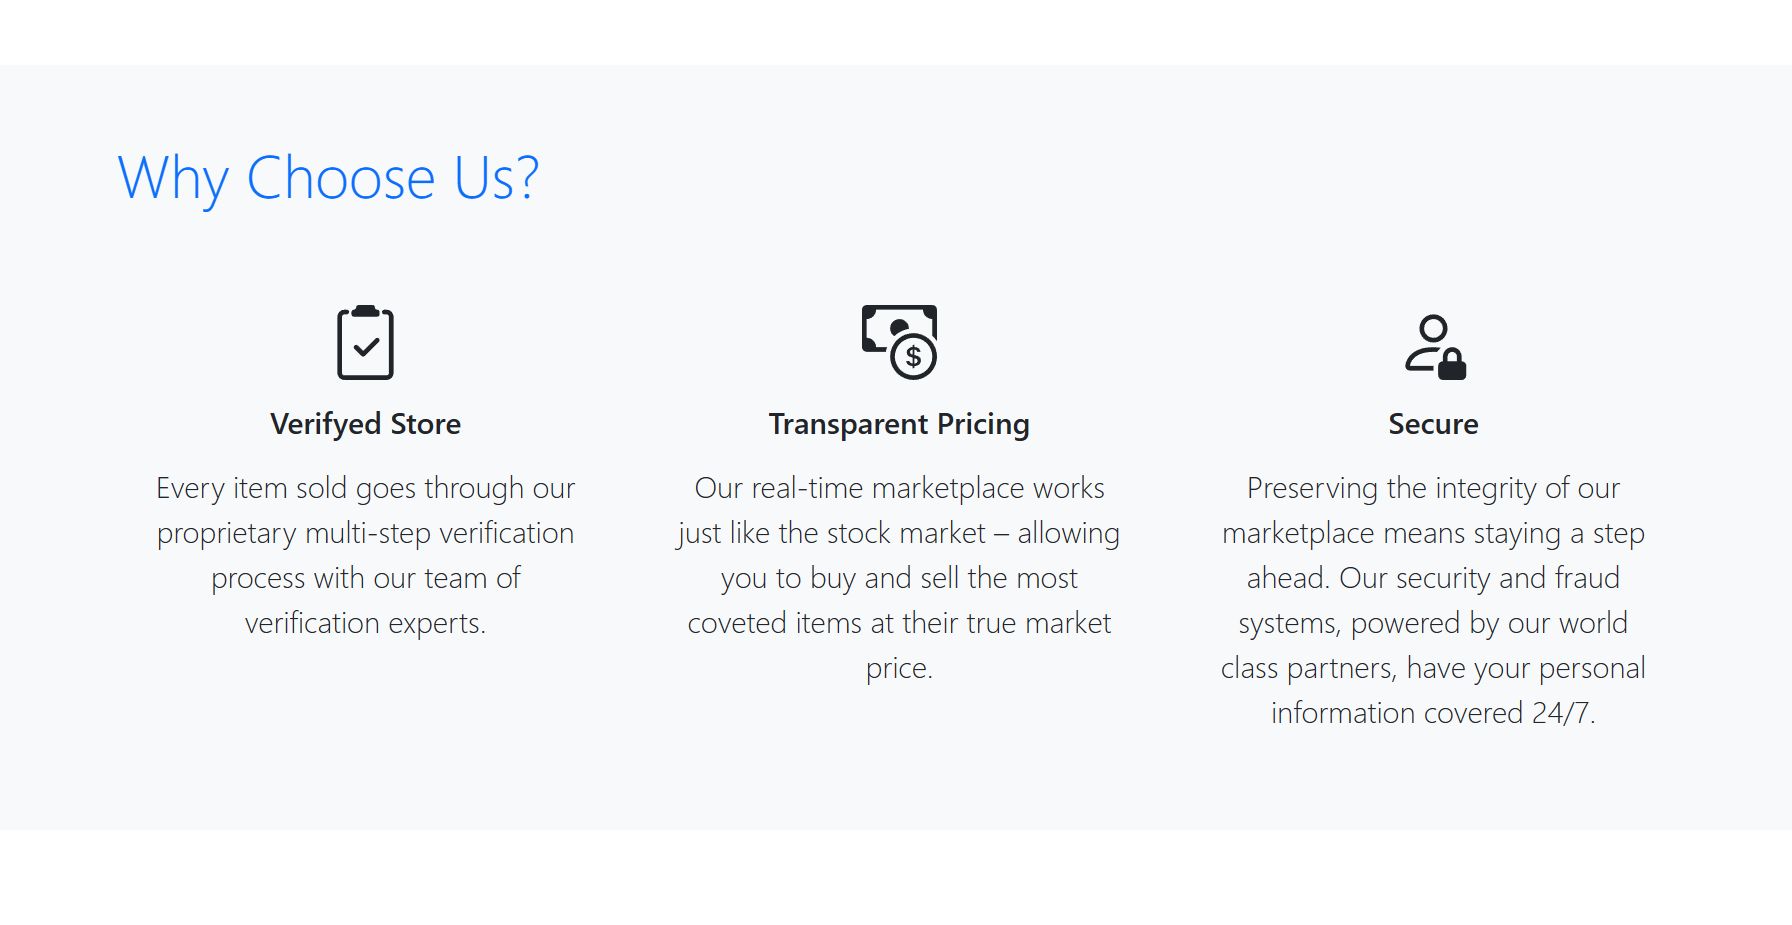 Why Choose Us?
$
Verifyed Store
Every item sold goes through our
proprietary multi-step verification
process with our team of
verification experts.
Transparent Pricing
Our real-time marketplace works
just like the stock market – allowing
you to buy and sell the most
coveted items at their true market
price.
Secure
Preserving the integrity of our
marketplace means staying a step
ahead. Our security and fraud
systems, powered by our world
class partners, have your personal
information covered 24/7.